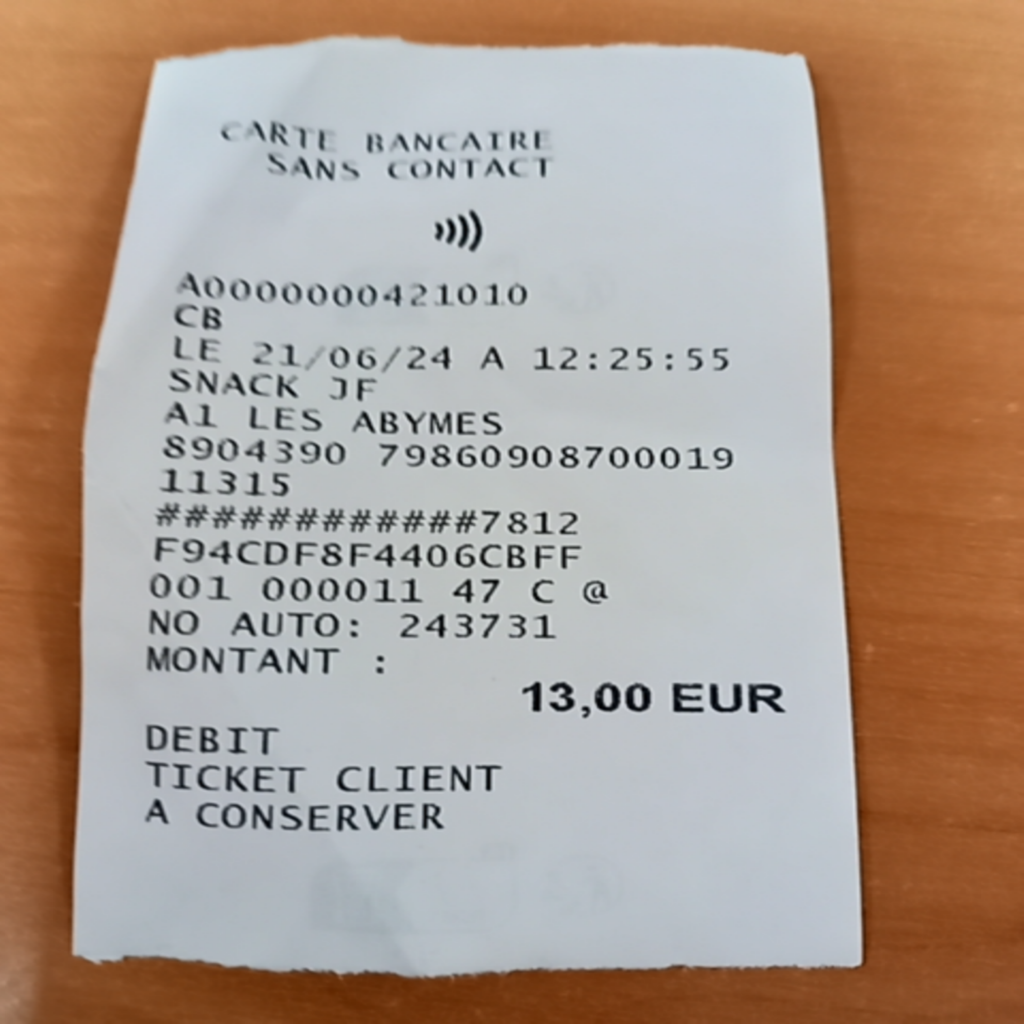 CARTE BANCAIRE
SANS CONTACT
A0000000421010
CB
LE 21/06/24 A 12:25:55
SNACK JF
A1 LES ABYMES
8904390 79860908700019
11315
############7812
F94CDF8F4406CBFF
001 000011 47 C @
NO AUTO: 243731
MONTANT :
13,00 EUR
DEBIT
TICKET CLIENT
A CONSERVER